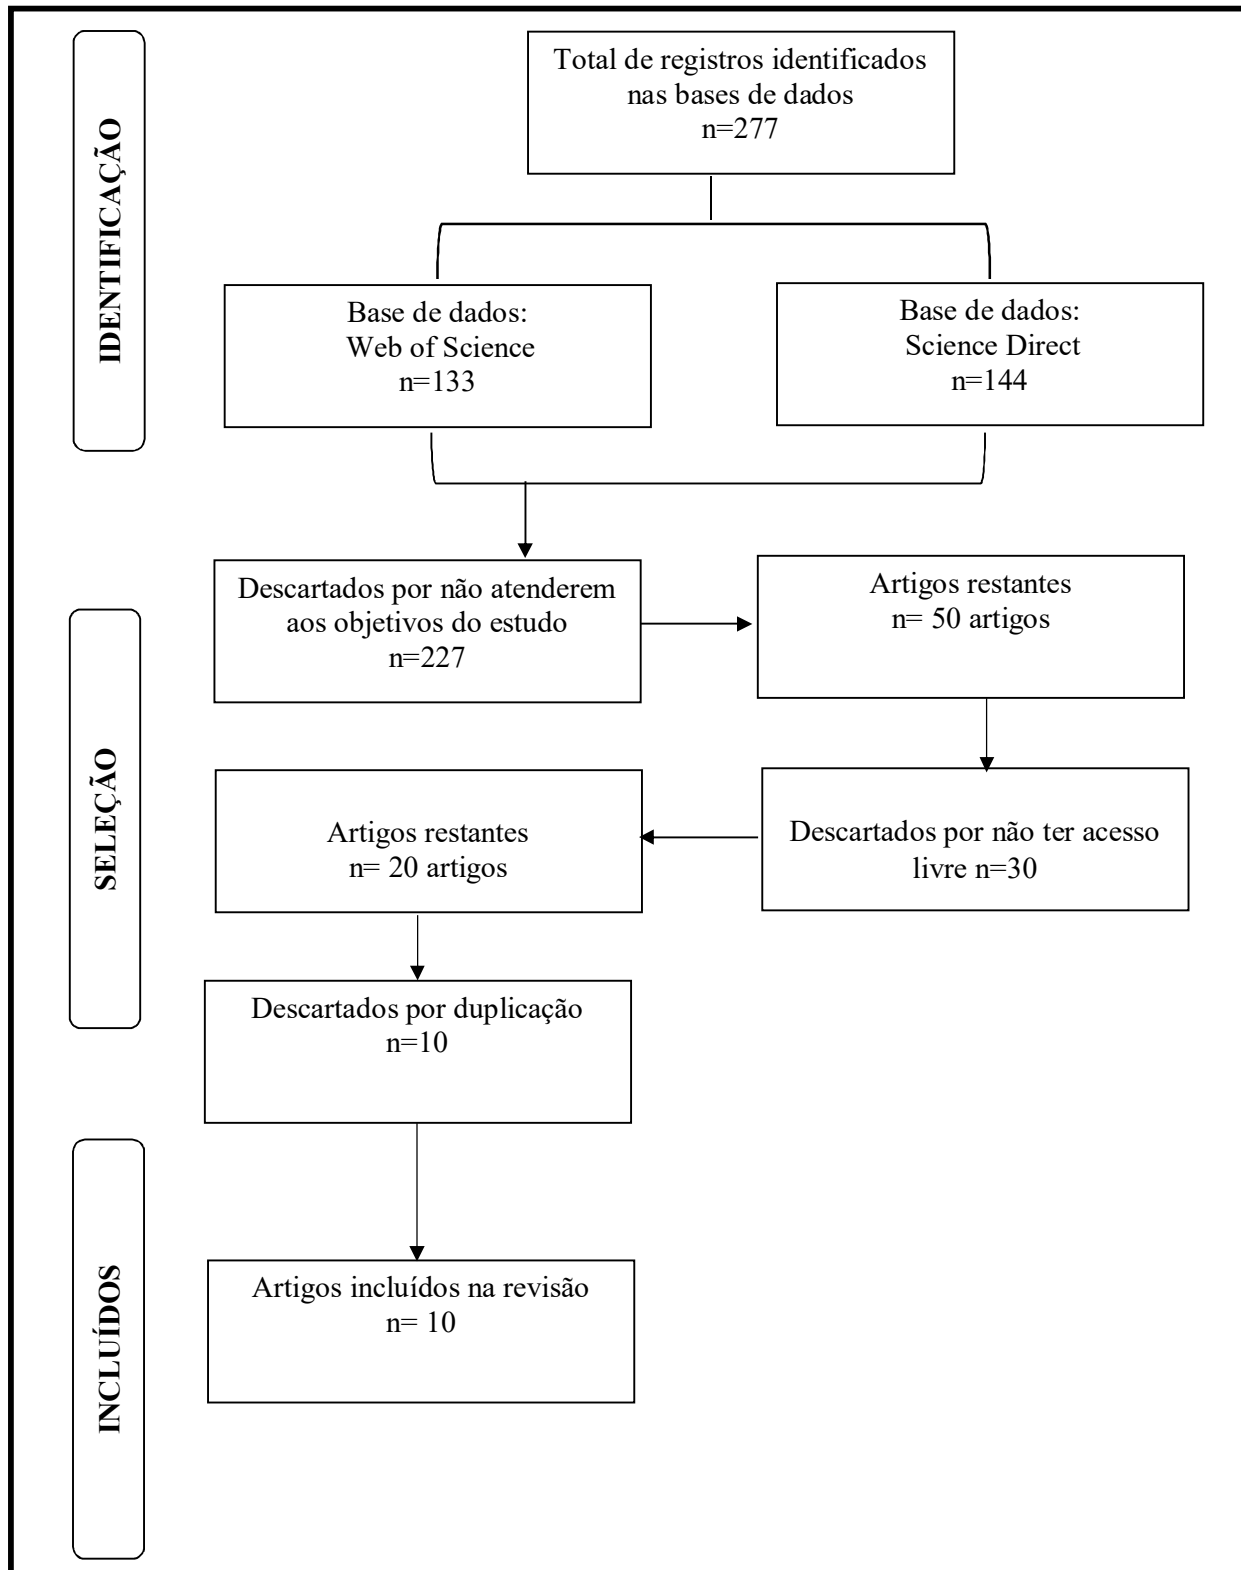 IDENTIFICAÇÃO
Total de registros identificados
nas bases de dados
n=277
Base de dados:
Web of Science
n=133
Base de dados:
Science Direct
n=144
SELEÇÃO
Descartados por não atenderem
aos objetivos do estudo
n=227
Artigos restantes
n= 50 artigos
Descartados por não ter acesso
livre n=30
Artigos restantes
n= 20 artigos
Descartados por duplicação
n=10
INCLUÍDOS
Artigos incluídos na revisão
n= 10